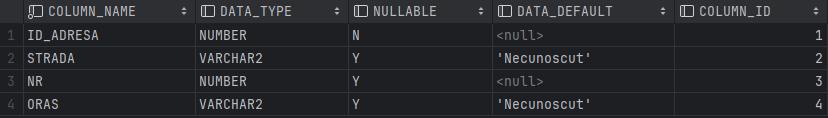 COLUMN_NAME DATA_TYPE NULLABLE DATA_DEFAULT COLUMN_ID
1 ID_ADRESA NUMBER N <null> 1
2 STRADA VARCHAR2 Y 'Necunoscut' 2
3 NR NUMBER Y <null> 3
4 ORAS VARCHAR2 Y 'Necunoscut' 4